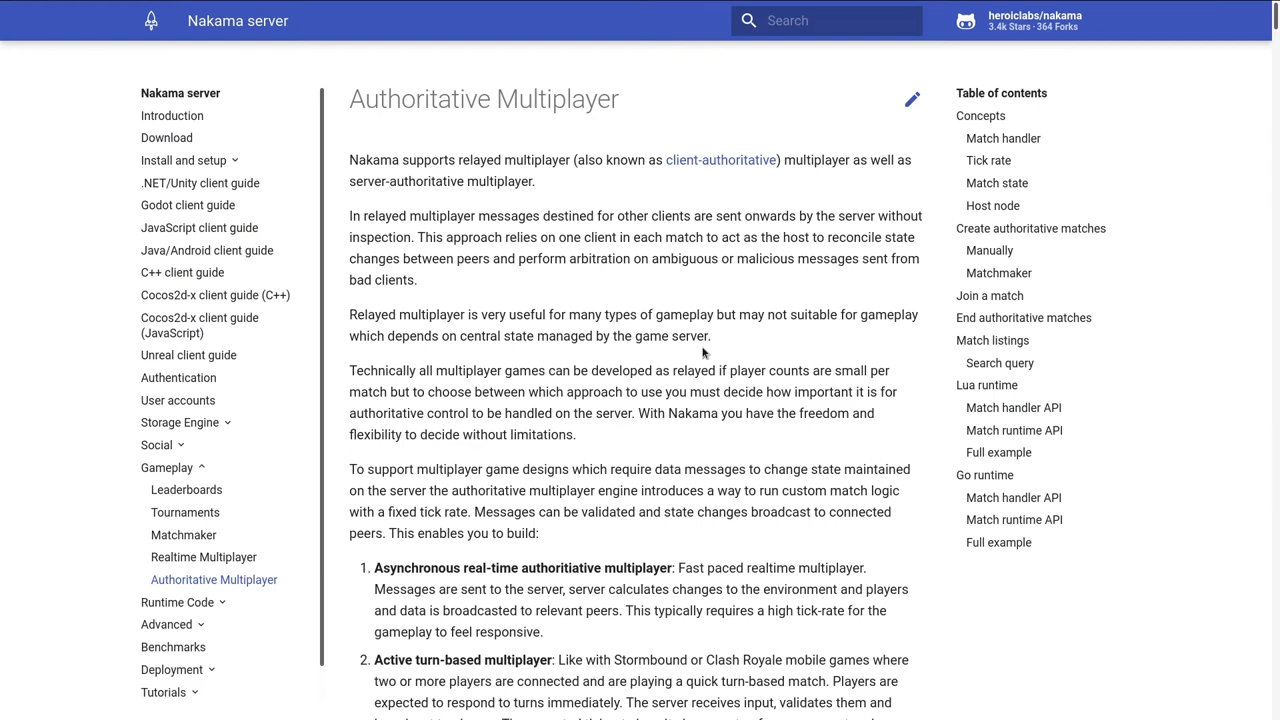 Nakama server
Search
heroiclabs/nakama
3.4k Stars · 364 Forks
Nakama server
Introduction
Download
Install and setup
.NET/Unity client guide
Godot client guide
JavaScript client guide
Java/Android client guide
C++ client guide
Cocos2d-x client guide (C++)
Cocos2d-x client guide
(JavaScript)
Unreal client guide
Authentication
User accounts
Storage Engine
Social
Gameplay
Leaderboards
Tournaments
Matchmaker
Realtime Multiplayer
Authoritative Multiplayer
Runtime Code
Advanced
Benchmarks
Deployment
Tutorials
Authoritative Multiplayer
Nakama supports relayed multiplayer (also known as client-authoritative) multiplayer as well as
server-authoritative multiplayer.
In relayed multiplayer messages destined for other clients are sent onwards by the server without
inspection. This approach relies on one client in each match to act as the host to reconcile state
changes between peers and perform arbitration on ambiguous or malicious messages sent from
bad clients.
Relayed multiplayer is very useful for many types of gameplay but may not suitable for gameplay
which depends on central state managed by the game server.
Technically all multiplayer games can be developed as relayed if player counts are small per
match but to choose between which approach to use you must decide how important it is for
authoritative control to be handled on the server. With Nakama you have the freedom and
flexibility to decide without limitations.
To support multiplayer game designs which require data messages to change state maintained
on the server the authoritative multiplayer engine introduces a way to run custom match logic
with a fixed tick rate. Messages can be validated and state changes broadcast to connected
peers. This enables you to build:
1. Asynchronous real-time authoritiative multiplayer: Fast paced realtime multiplayer.
Messages are sent to the server, server calculates changes to the environment and players
and data is broadcasted to relevant peers. This typically requires a high tick-rate for the
gameplay to feel responsive.
2. Active turn-based multiplayer: Like with Stormbound or Clash Royale mobile games where
two or more players are connected and are playing a quick turn-based match. Players are
expected to respond to turns immediately. The server receives input, validates them and
Table of contents
Concepts
Match handler
Tick rate
Match state
Host node
Create authoritative matches
Manually
Matchmaker
Join a match
End authoritative matches
Match listings
Search query
Lua runtime
Match handler API
Match runtime API
Full example
Go runtime
Match handler API
Match runtime API
Full example